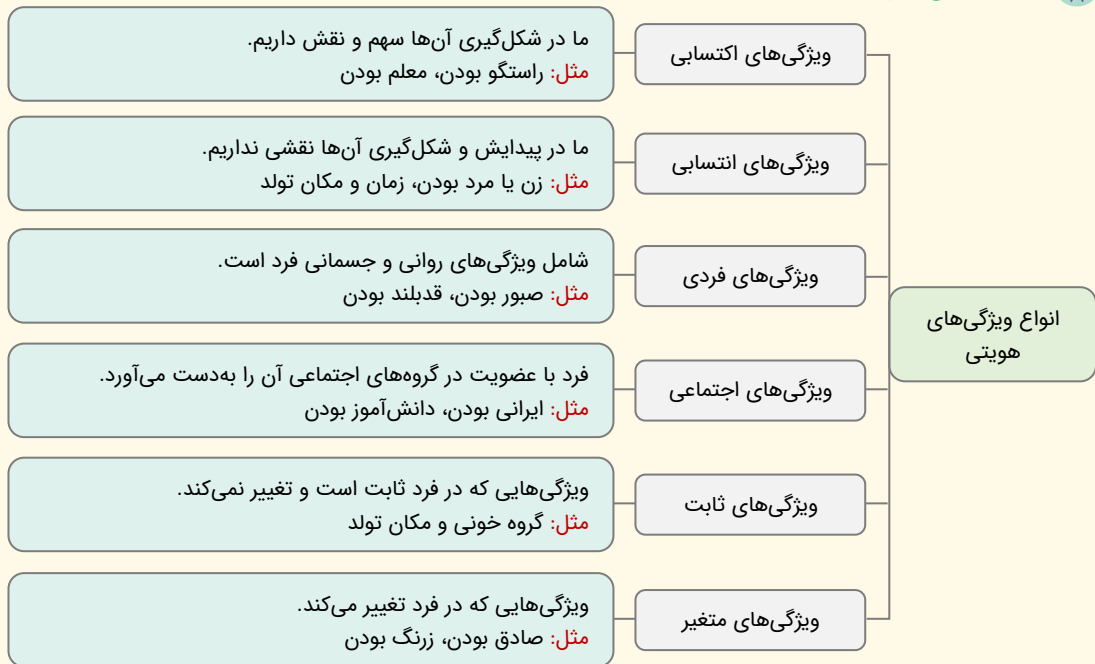 انواع ویژگی‌های
هویتی
ویژگی‌های اکتسابی
ما در شکل‌گیری آن‌ها سهم و نقش داریم.
مثل: راستگو بودن، معلم بودن
ویژگی‌های انتسابی
ما در پیدایش و شکل‌گیری آن‌ها نقشی نداریم.
مثل: زن یا مرد بودن، زمان و مکان تولد
ویژگی‌های فردی
شامل ویژگی‌های روانی و جسمانی فرد است.
مثل: صبور بودن، قدبلند بودن
ویژگی‌های اجتماعی
فرد با عضویت در گروه‌های اجتماعی آن را به‌دست می‌آورد.
مثل: ایرانی بودن، دانش‌آموز بودن
ویژگی‌های ثابت
ویژگی‌هایی که در فرد ثابت است و تغییر نمی‌کند.
مثل: گروه خونی و مکان تولد
ویژگی‌های متغیر
ویژگی‌هایی که در فرد تغییر می‌کند.
مثل: صادق بودن، زرنگ بودن